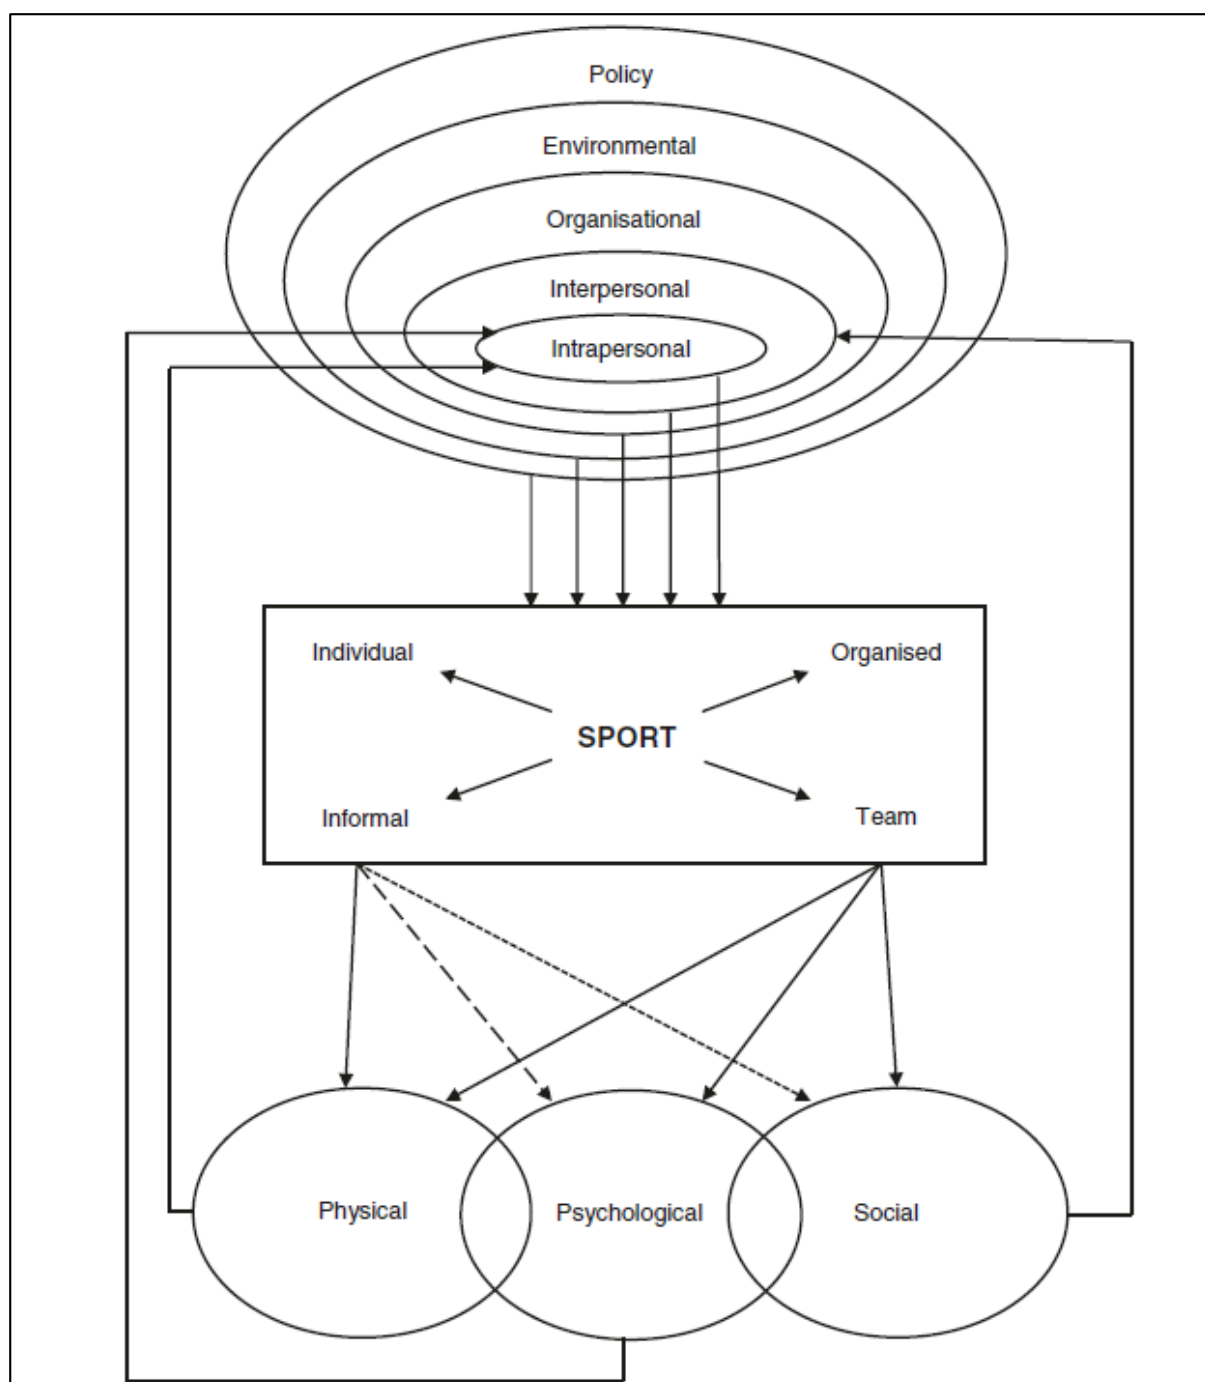 Policy
Environmental
Organisational
Interpersonal
Intrapersonal
Individual
Organised
SPORT
Informal
Team
Physical
Psychological
Social